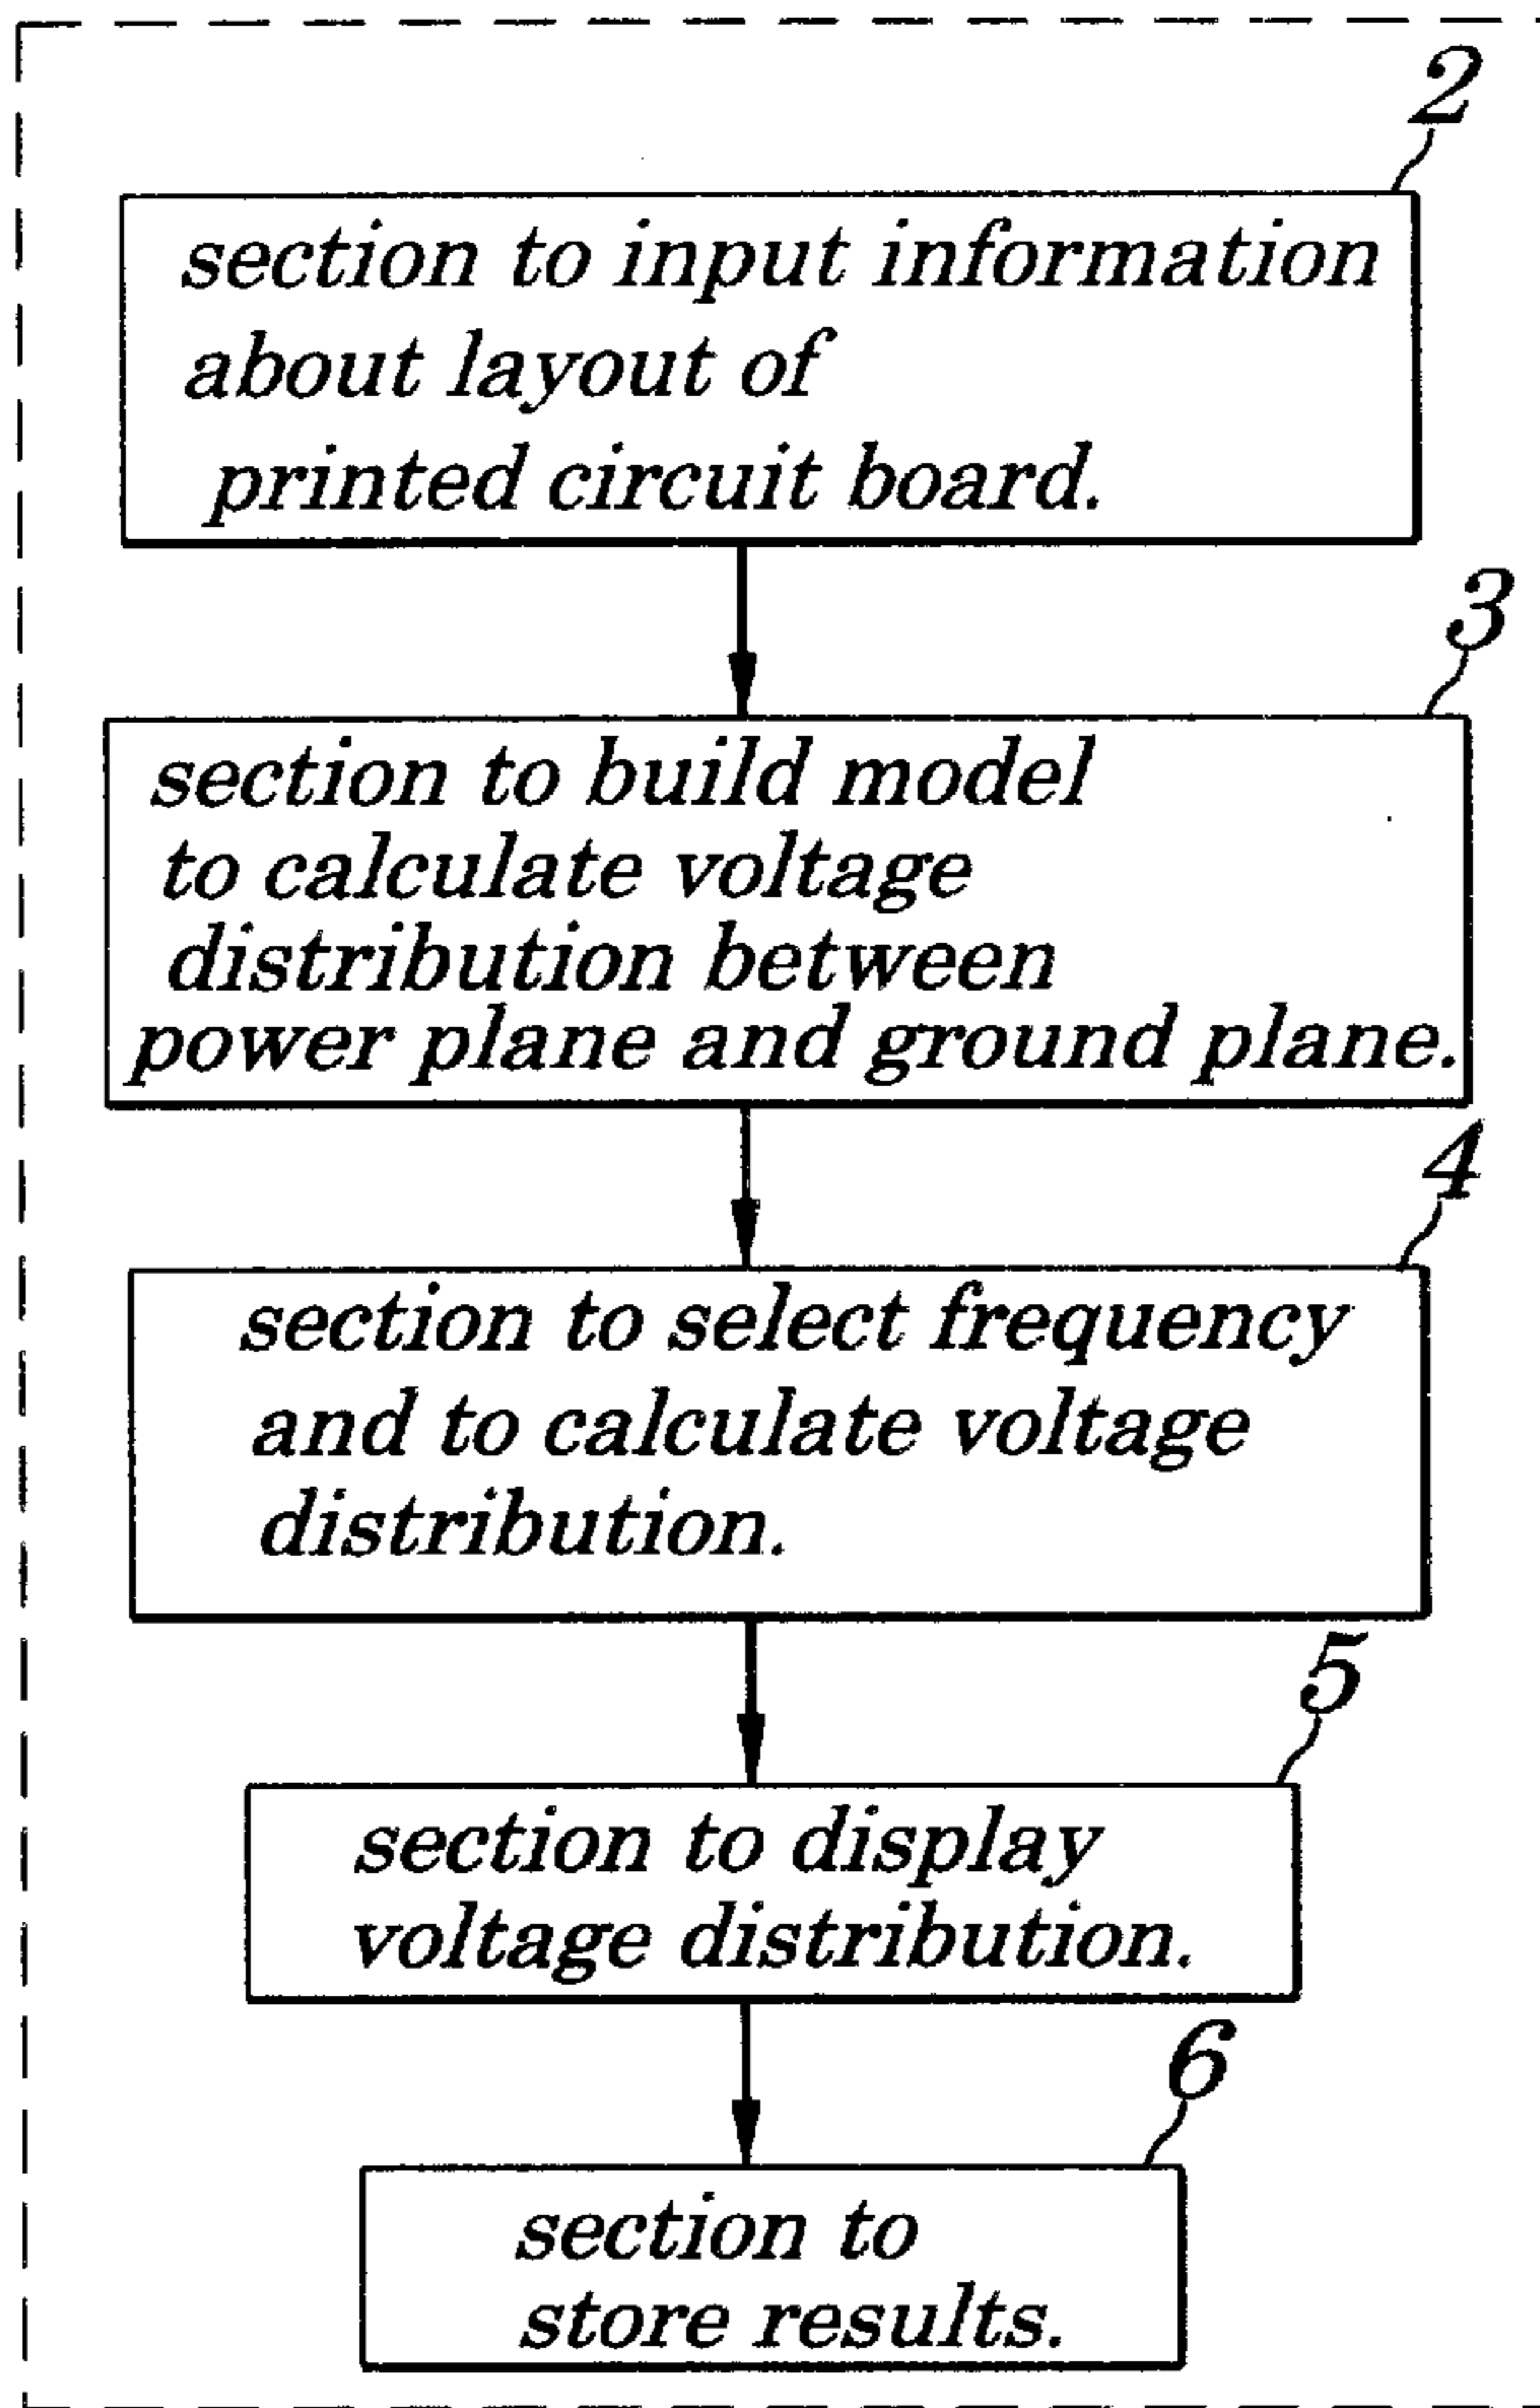 2
section to input information
about layout of
printed circuit board.
3
section to build model
to calculate voltage
distribution between
power plane and ground plane.
4
section to select frequency
and to calculate voltage
distribution.
5
section to display
voltage distribution.
6
section to
store results.